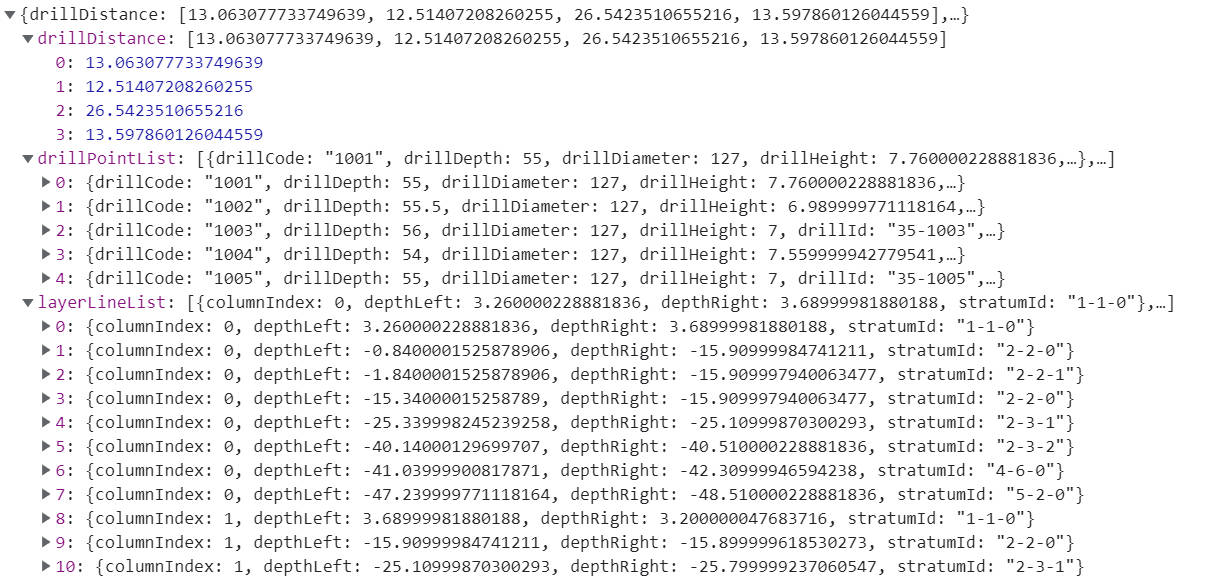 {drillDistance: [13.063077733749639, 12.51407208260255, 26.5423510655216, 13.597860126044559],…}
drillDistance: [13.063077733749639, 12.51407208260255, 26.5423510655216, 13.597860126044559]
0: 13.063077733749639
1: 12.51407208260255
2: 26.5423510655216
3: 13.597860126044559
drillPointList: [{drillCode: "1001", drillDepth: 55, drillDiameter: 127, drillHeight: 7.760000228881836,…},…]
0: {drillCode: "1001", drillDepth: 55, drillDiameter: 127, drillHeight: 7.760000228881836,…}
1: {drillCode: "1002", drillDepth: 55.5, drillDiameter: 127, drillHeight: 6.989999771118164,…}
2: {drillCode: "1003", drillDepth: 56, drillDiameter: 127, drillHeight: 7, drillId: "35-1003",…}
3: {drillCode: "1004", drillDepth: 54, drillDiameter: 127, drillHeight: 7.559999942779541,…}
4: {drillCode: "1005", drillDepth: 55, drillDiameter: 127, drillHeight: 7, drillId: "35-1005",…}
layerLineList: [{columnIndex: 0, depthLeft: 3.260000228881836, depthRight: 3.68999981880188, stratumId: "1-1-0"},…]
0: {columnIndex: 0, depthLeft: 3.260000228881836, depthRight: 3.68999981880188, stratumId: "1-1-0"}
1: {columnIndex: 0, depthLeft: -0.8400001525878906, depthRight: -15.90999984741211, stratumId: "2-2-0"}
2: {columnIndex: 0, depthLeft: -1.8400001525878906, depthRight: -15.909997940063477, stratumId: "2-2-1"}
3: {columnIndex: 0, depthLeft: -15.34000015258789, depthRight: -15.909997940063477, stratumId: "2-2-0"}
4: {columnIndex: 0, depthLeft: -25.339998245239258, depthRight: -25.10999870300293, stratumId: "2-3-1"}
5: {columnIndex: 0, depthLeft: -40.14000129699707, depthRight: -40.510000228881836, stratumId: "2-3-2"}
6: {columnIndex: 0, depthLeft: -41.03999900817871, depthRight: -42.30999946594238, stratumId: "4-6-0"}
7: {columnIndex: 0, depthLeft: -47.239999771118164, depthRight: -48.510000228881836, stratumId: "5-2-0"}
8: {columnIndex: 1, depthLeft: 3.68999981880188, depthRight: 3.200000047683716, stratumId: "1-1-0"}
9: {columnIndex: 1, depthLeft: -15.90999984741211, depthRight: -15.899999618530273, stratumId: "2-2-0"}
10: {columnIndex: 1, depthLeft: -25.10999870300293, depthRight: -25.799999237060547, stratumId: "2-3-1"}